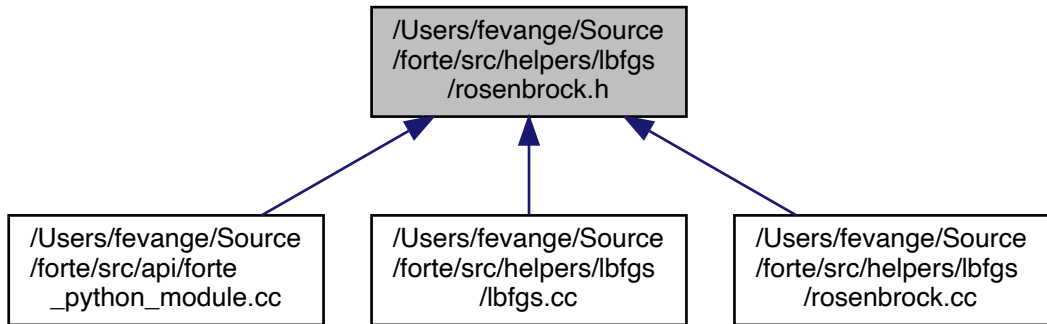 /Users/fevange/Source
/forte/src/helpers/lbfgs
/rosenbrock.h
/Users/fevange/Source
/forte/src/api/forte
_python_module.cc
/Users/fevange/Source
/forte/src/helpers/lbfgs
/lbfgs.cc
/Users/fevange/Source
/forte/src/helpers/lbfgs
/rosenbrock.cc